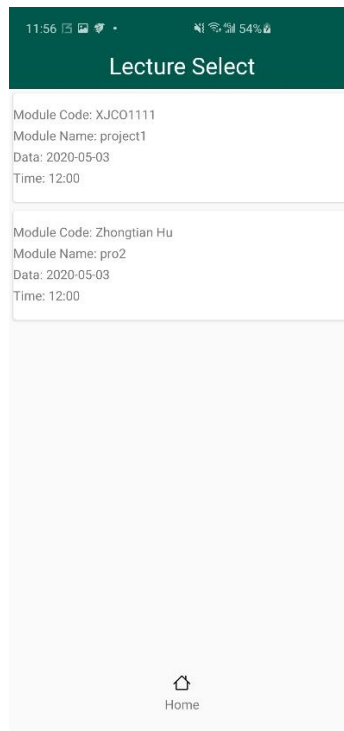 11:56
54%
Lecture Select
Module Code: XJCO1111
Module Name: project1
Data: 2020-05-03
Time: 12:00
Module Code: Zhongtian Hu
Module Name: pro2
Data: 2020-05-03
Time: 12:00
Home